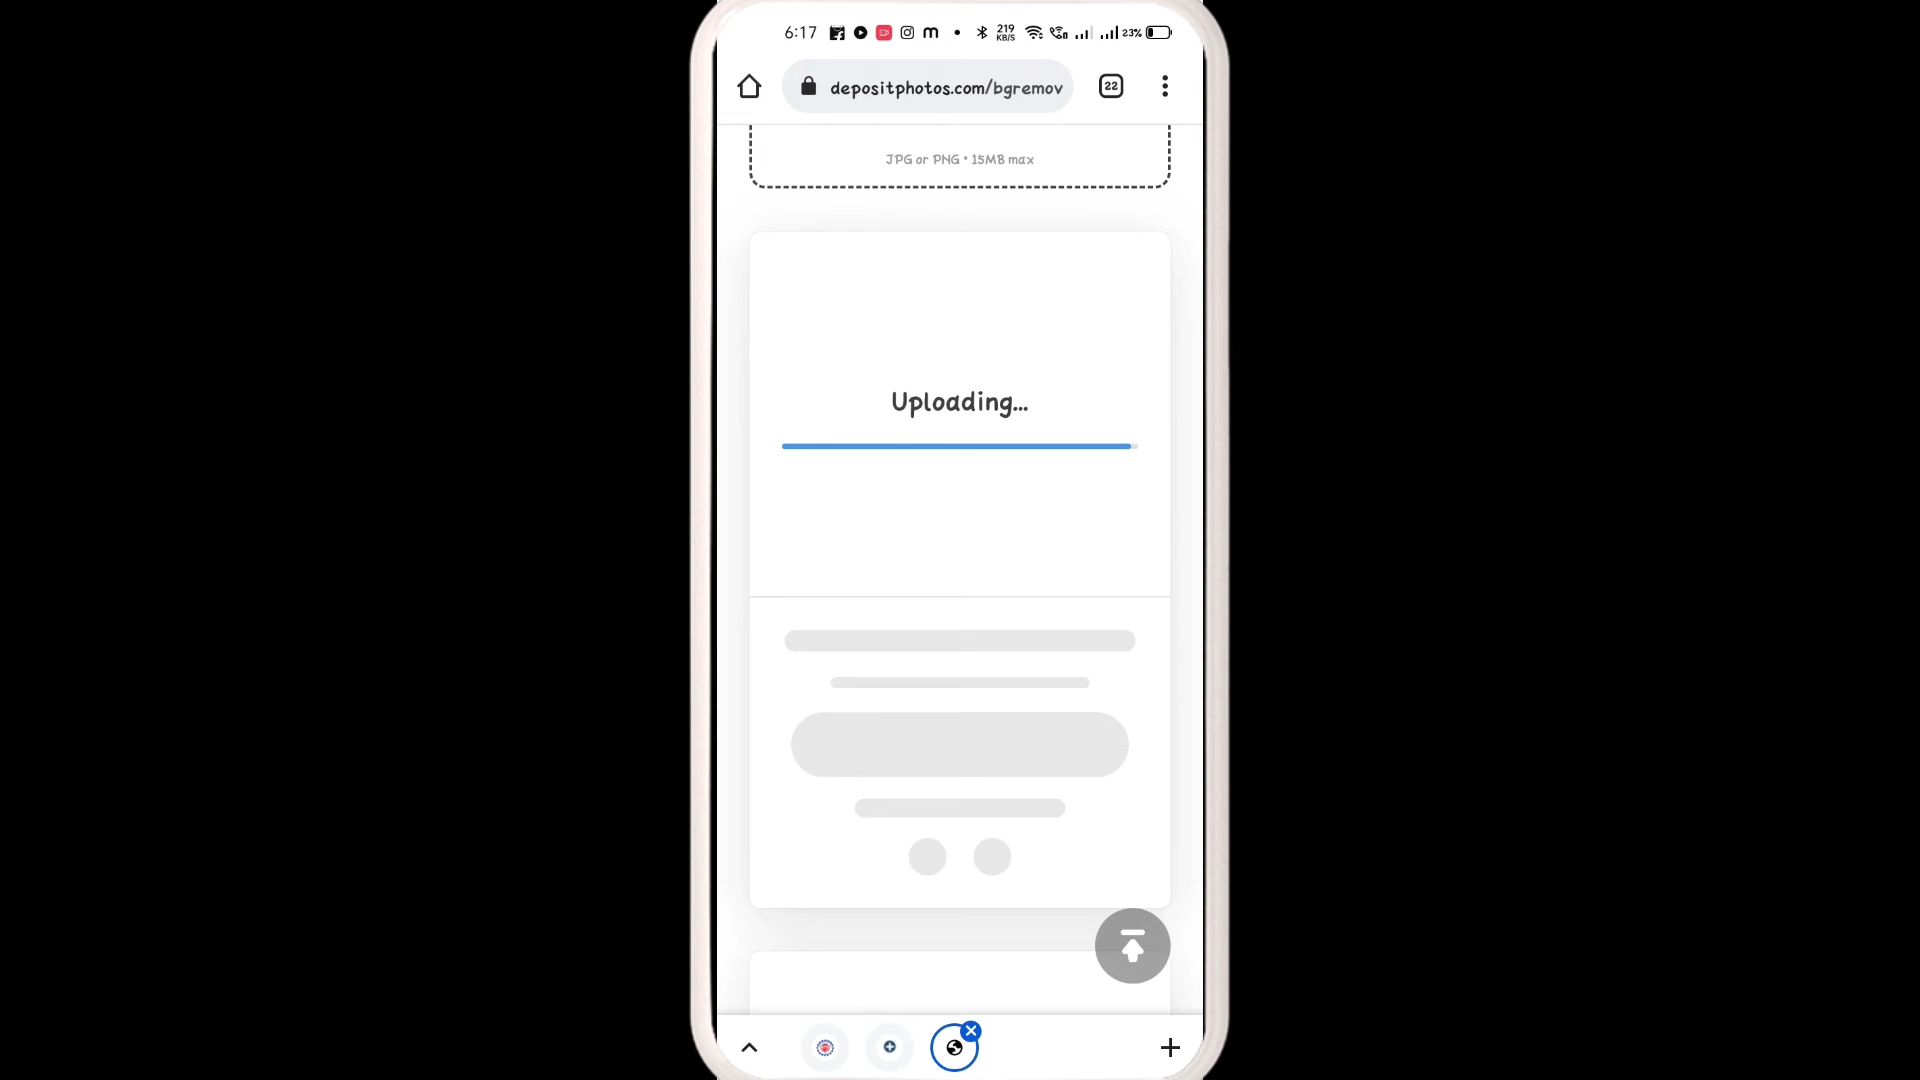 6:17 219 KB/S 23%
depositphotos.com/bgremov 22
JPG or PNG • 15MB max
Uploading...